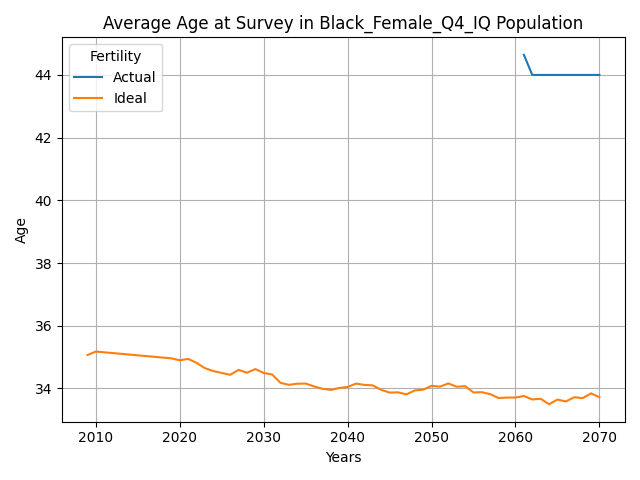 Average Age at Survey in Black_Female_Q4_IQ Population
Fertility
Actual
Ideal
Age
44
42
40
38
36
34
2010 2020 2030 2040 2050 2060 2070
Years